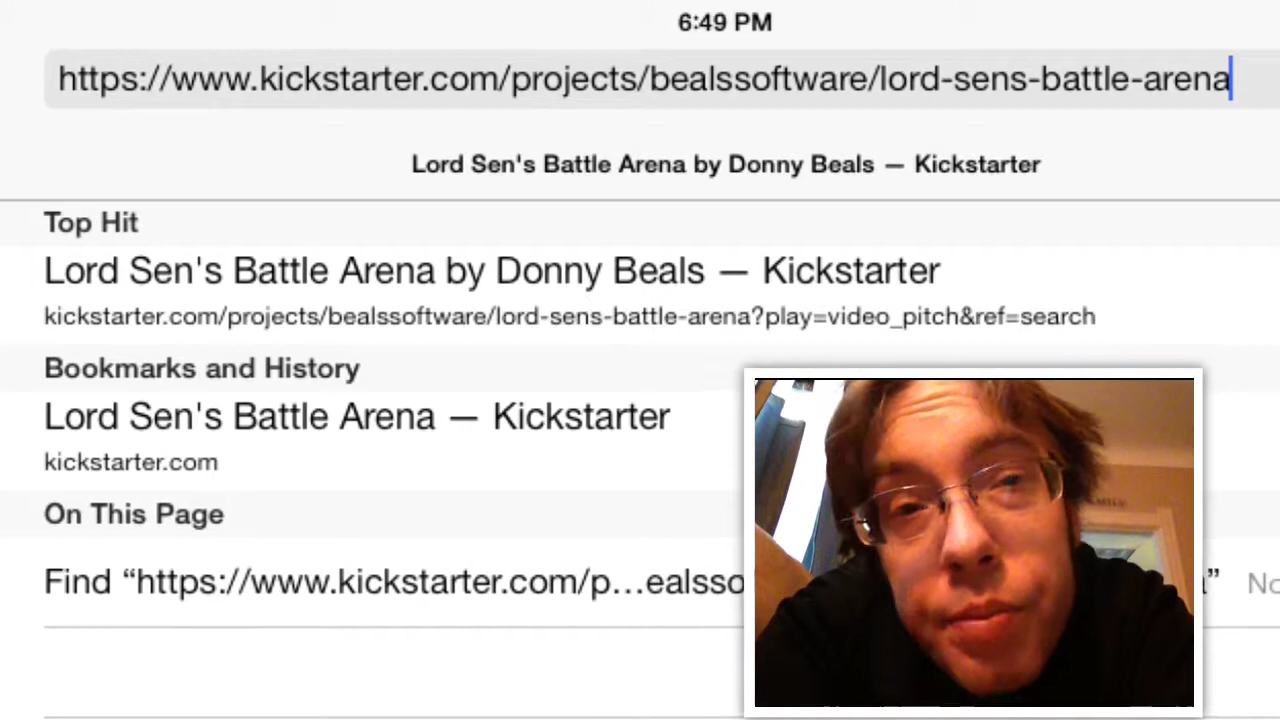 6:49 PM
https://www.kickstarter.com/projects/bealssoftware/lord-sens-battle-arena
Lord Sen's Battle Arena by Donny Beals — Kickstarter
Top Hit
Lord Sen's Battle Arena by Donny Beals — Kickstarter
kickstarter.com/projects/bealssoftware/lord-sens-battle-arena?play=video_pitch&ref=search
Bookmarks and History
Lord Sen's Battle Arena — Kickstarter
kickstarter.com
On This Page
Find “https://www.kickstarter.com/p…ealsso